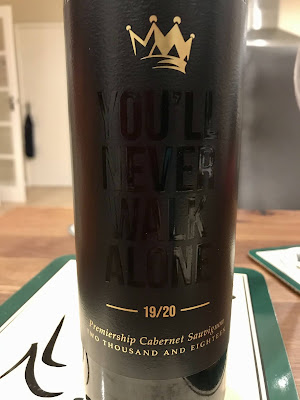 YOU'LL
NEVER
WALK
ALONE
19/20
Premiership Cabernet Sauvignon
TWO THOUSAND AND EIGHTEEN